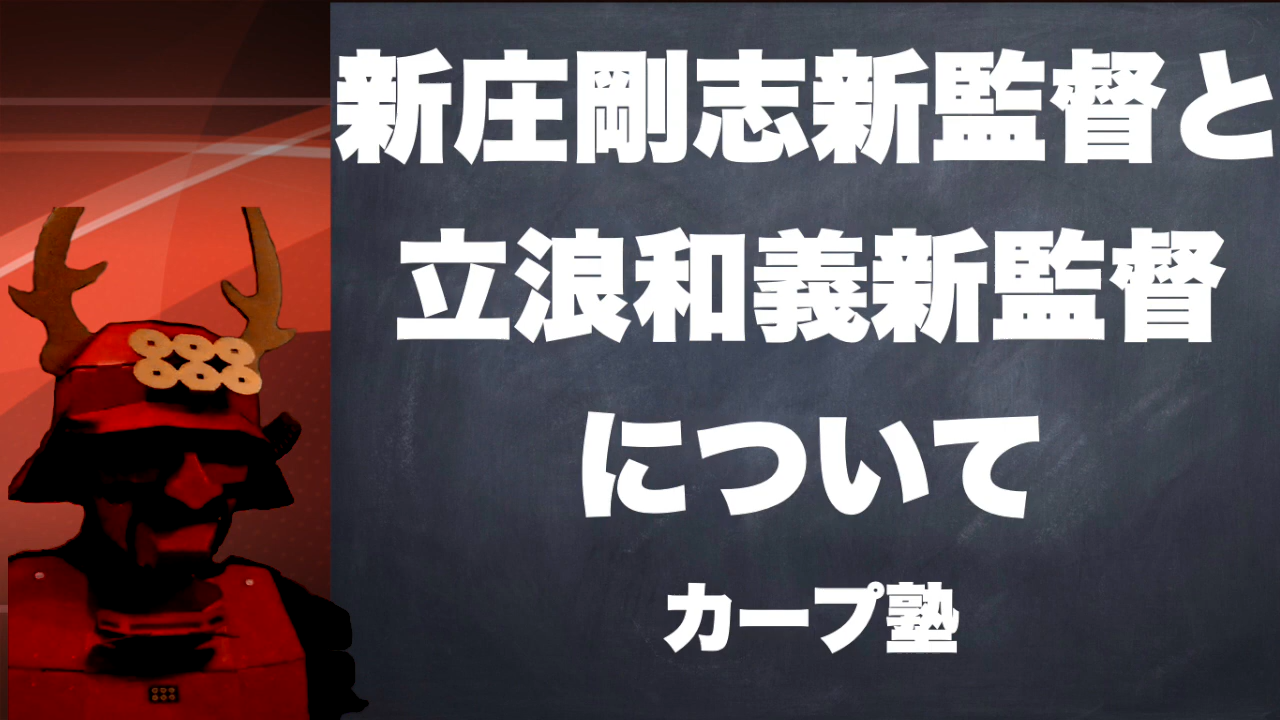 新庄剛志新監督と
立浪和義新監督
について
カープ塾